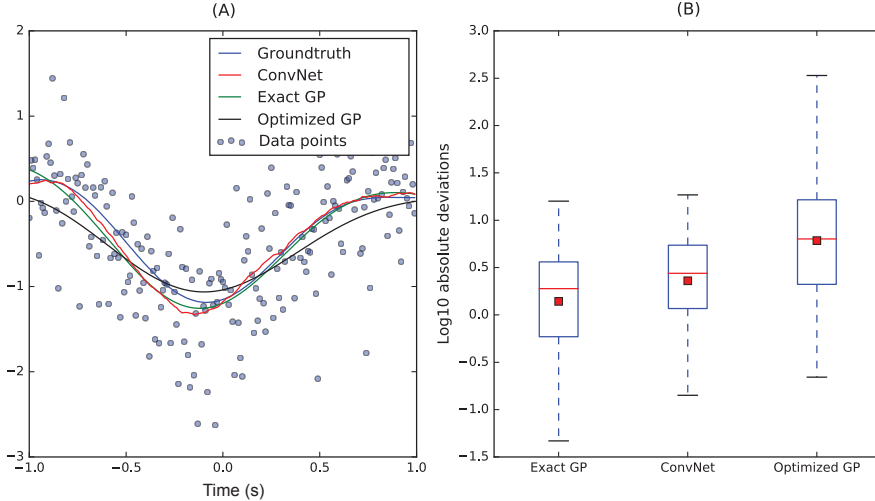 (A)
2
1
0
−1
−2
−3
−1.0
−0.5
0.0
0.5
1.0
Time (s)
Groundtruth
ConvNet
Exact GP
Optimized GP
Data points
(B)
Log10 absolute deviations
3.0
2.5
2.0
1.5
1.0
0.5
0.0
−0.5
−1.0
−1.5
Exact GP
ConvNet
Optimized GP